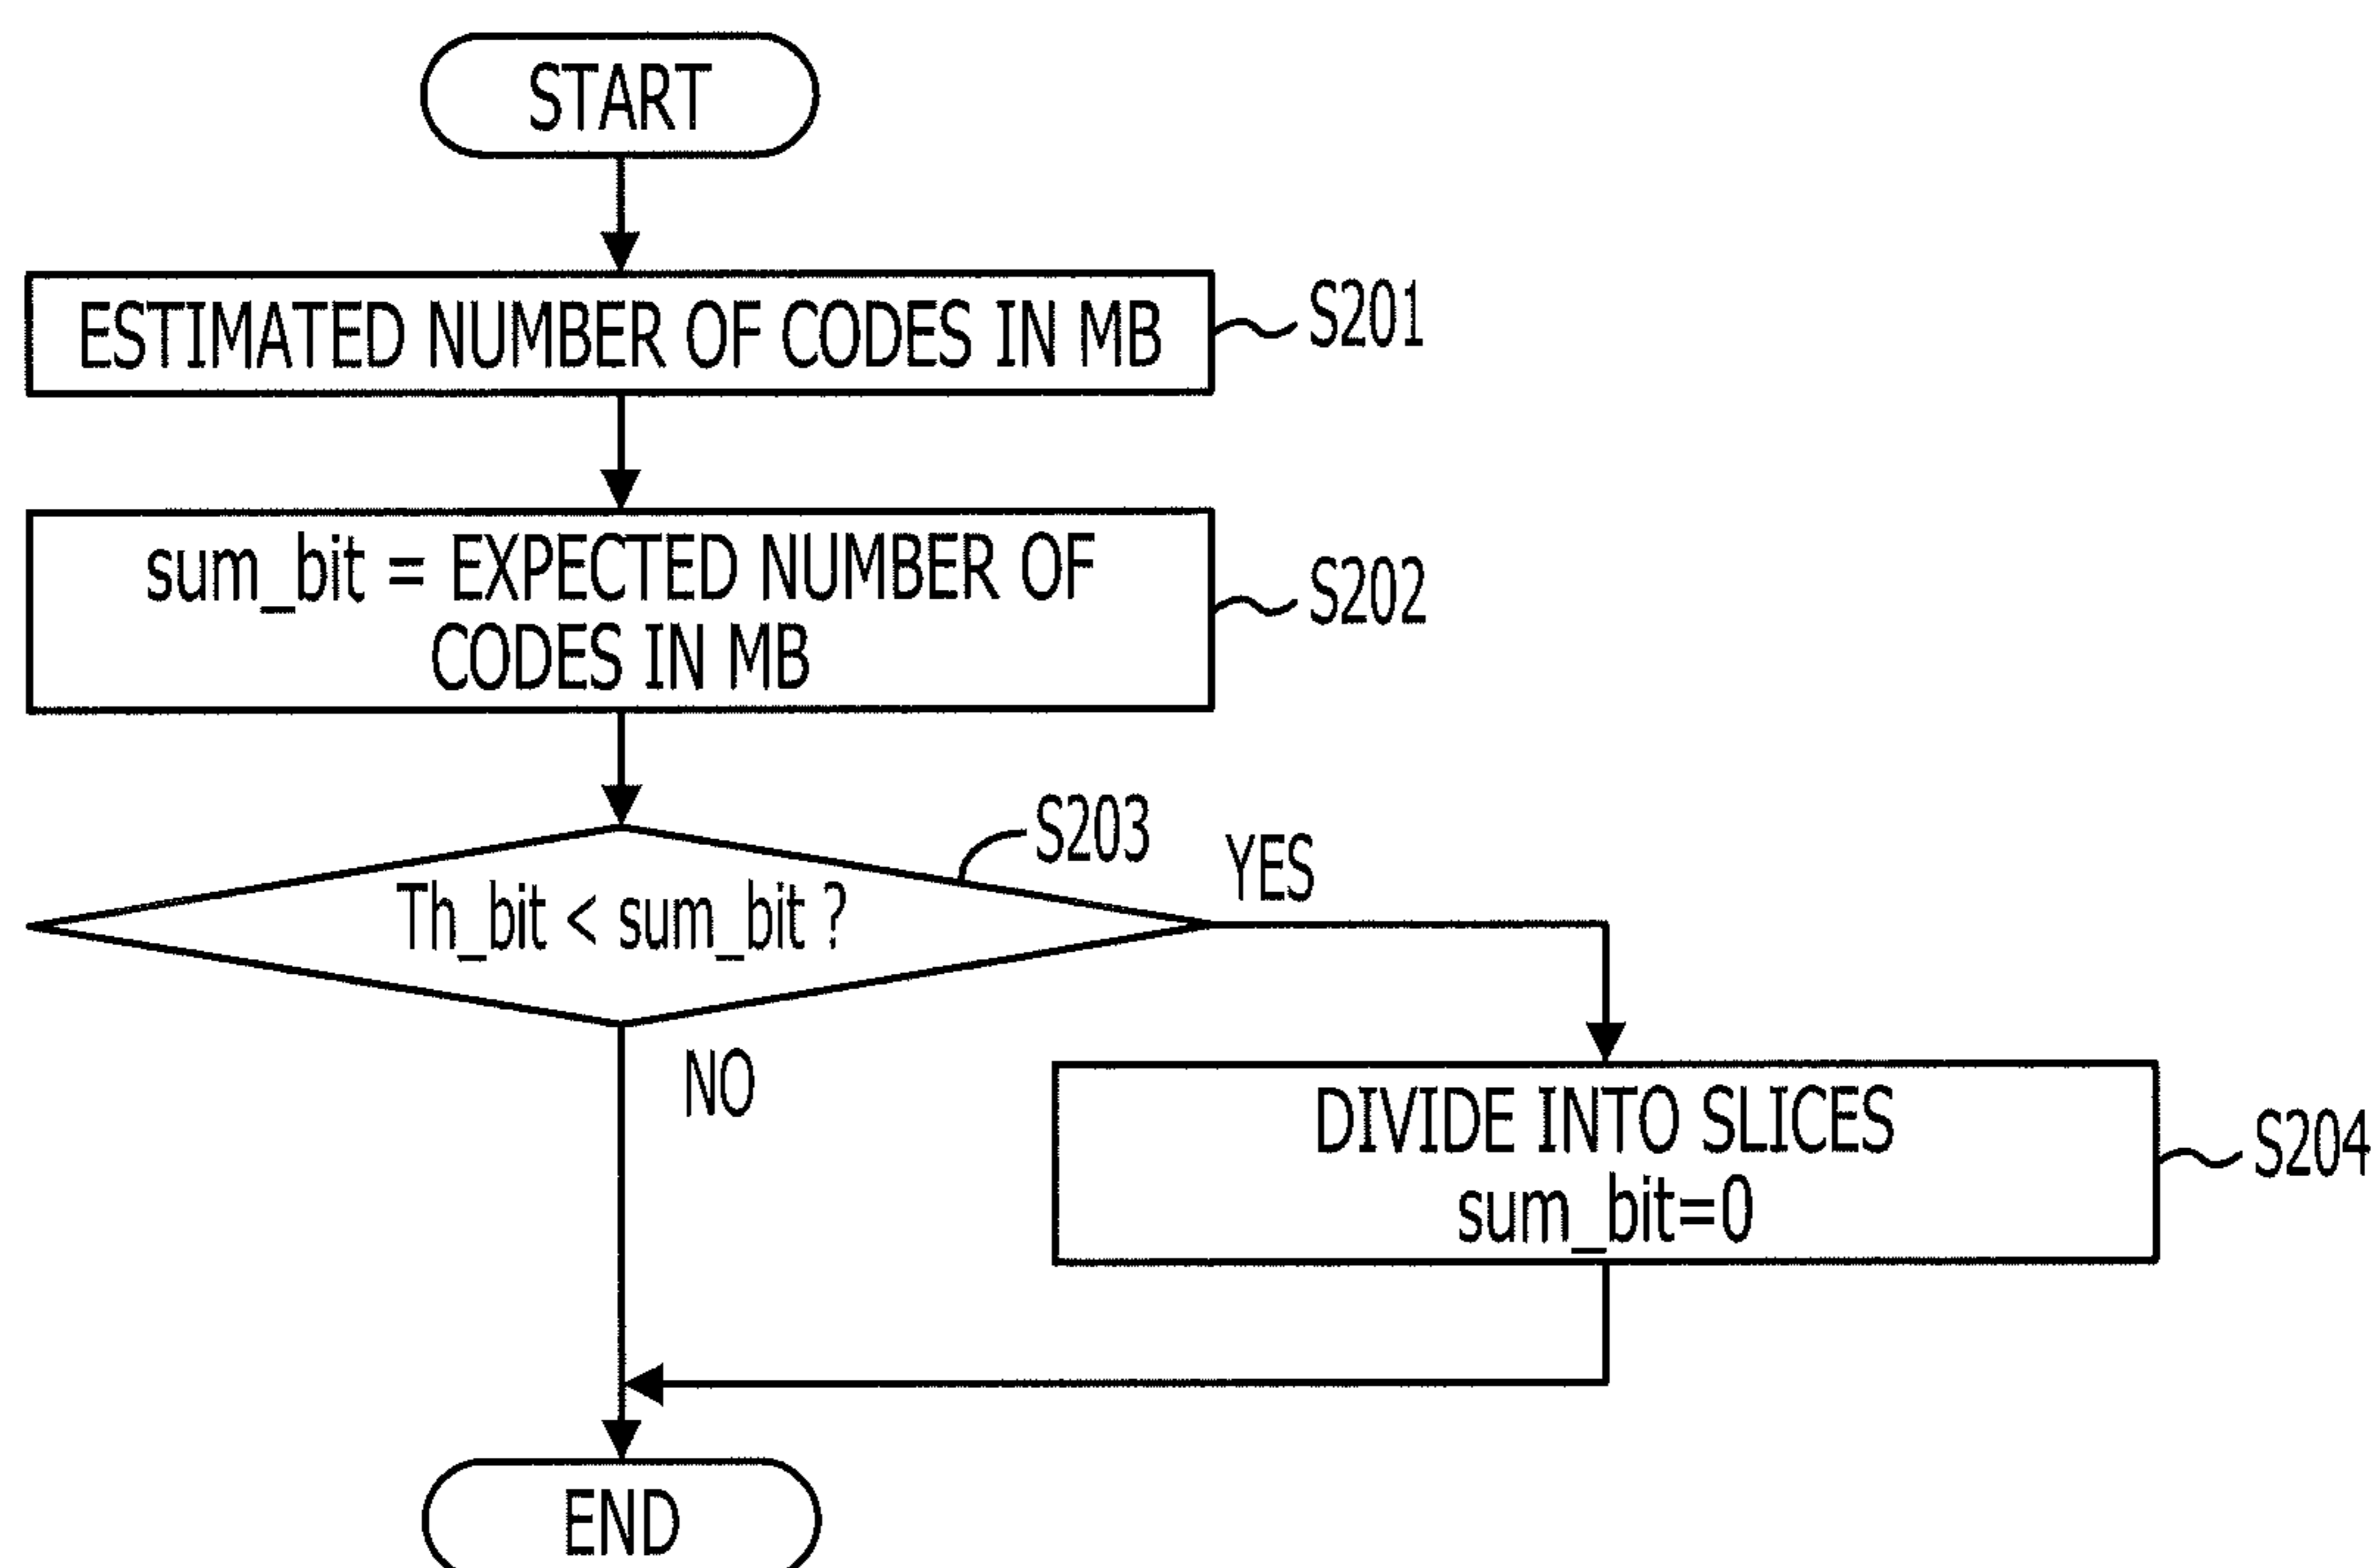 START
ESTIMATED NUMBER OF CODES IN MB
S201
sum_bit = EXPECTED NUMBER OF
CODES IN MB
S202
S203
Th_bit < sum_bit ?
YES
NO
DIVIDE INTO SLICES
sum_bit=0
S204
END